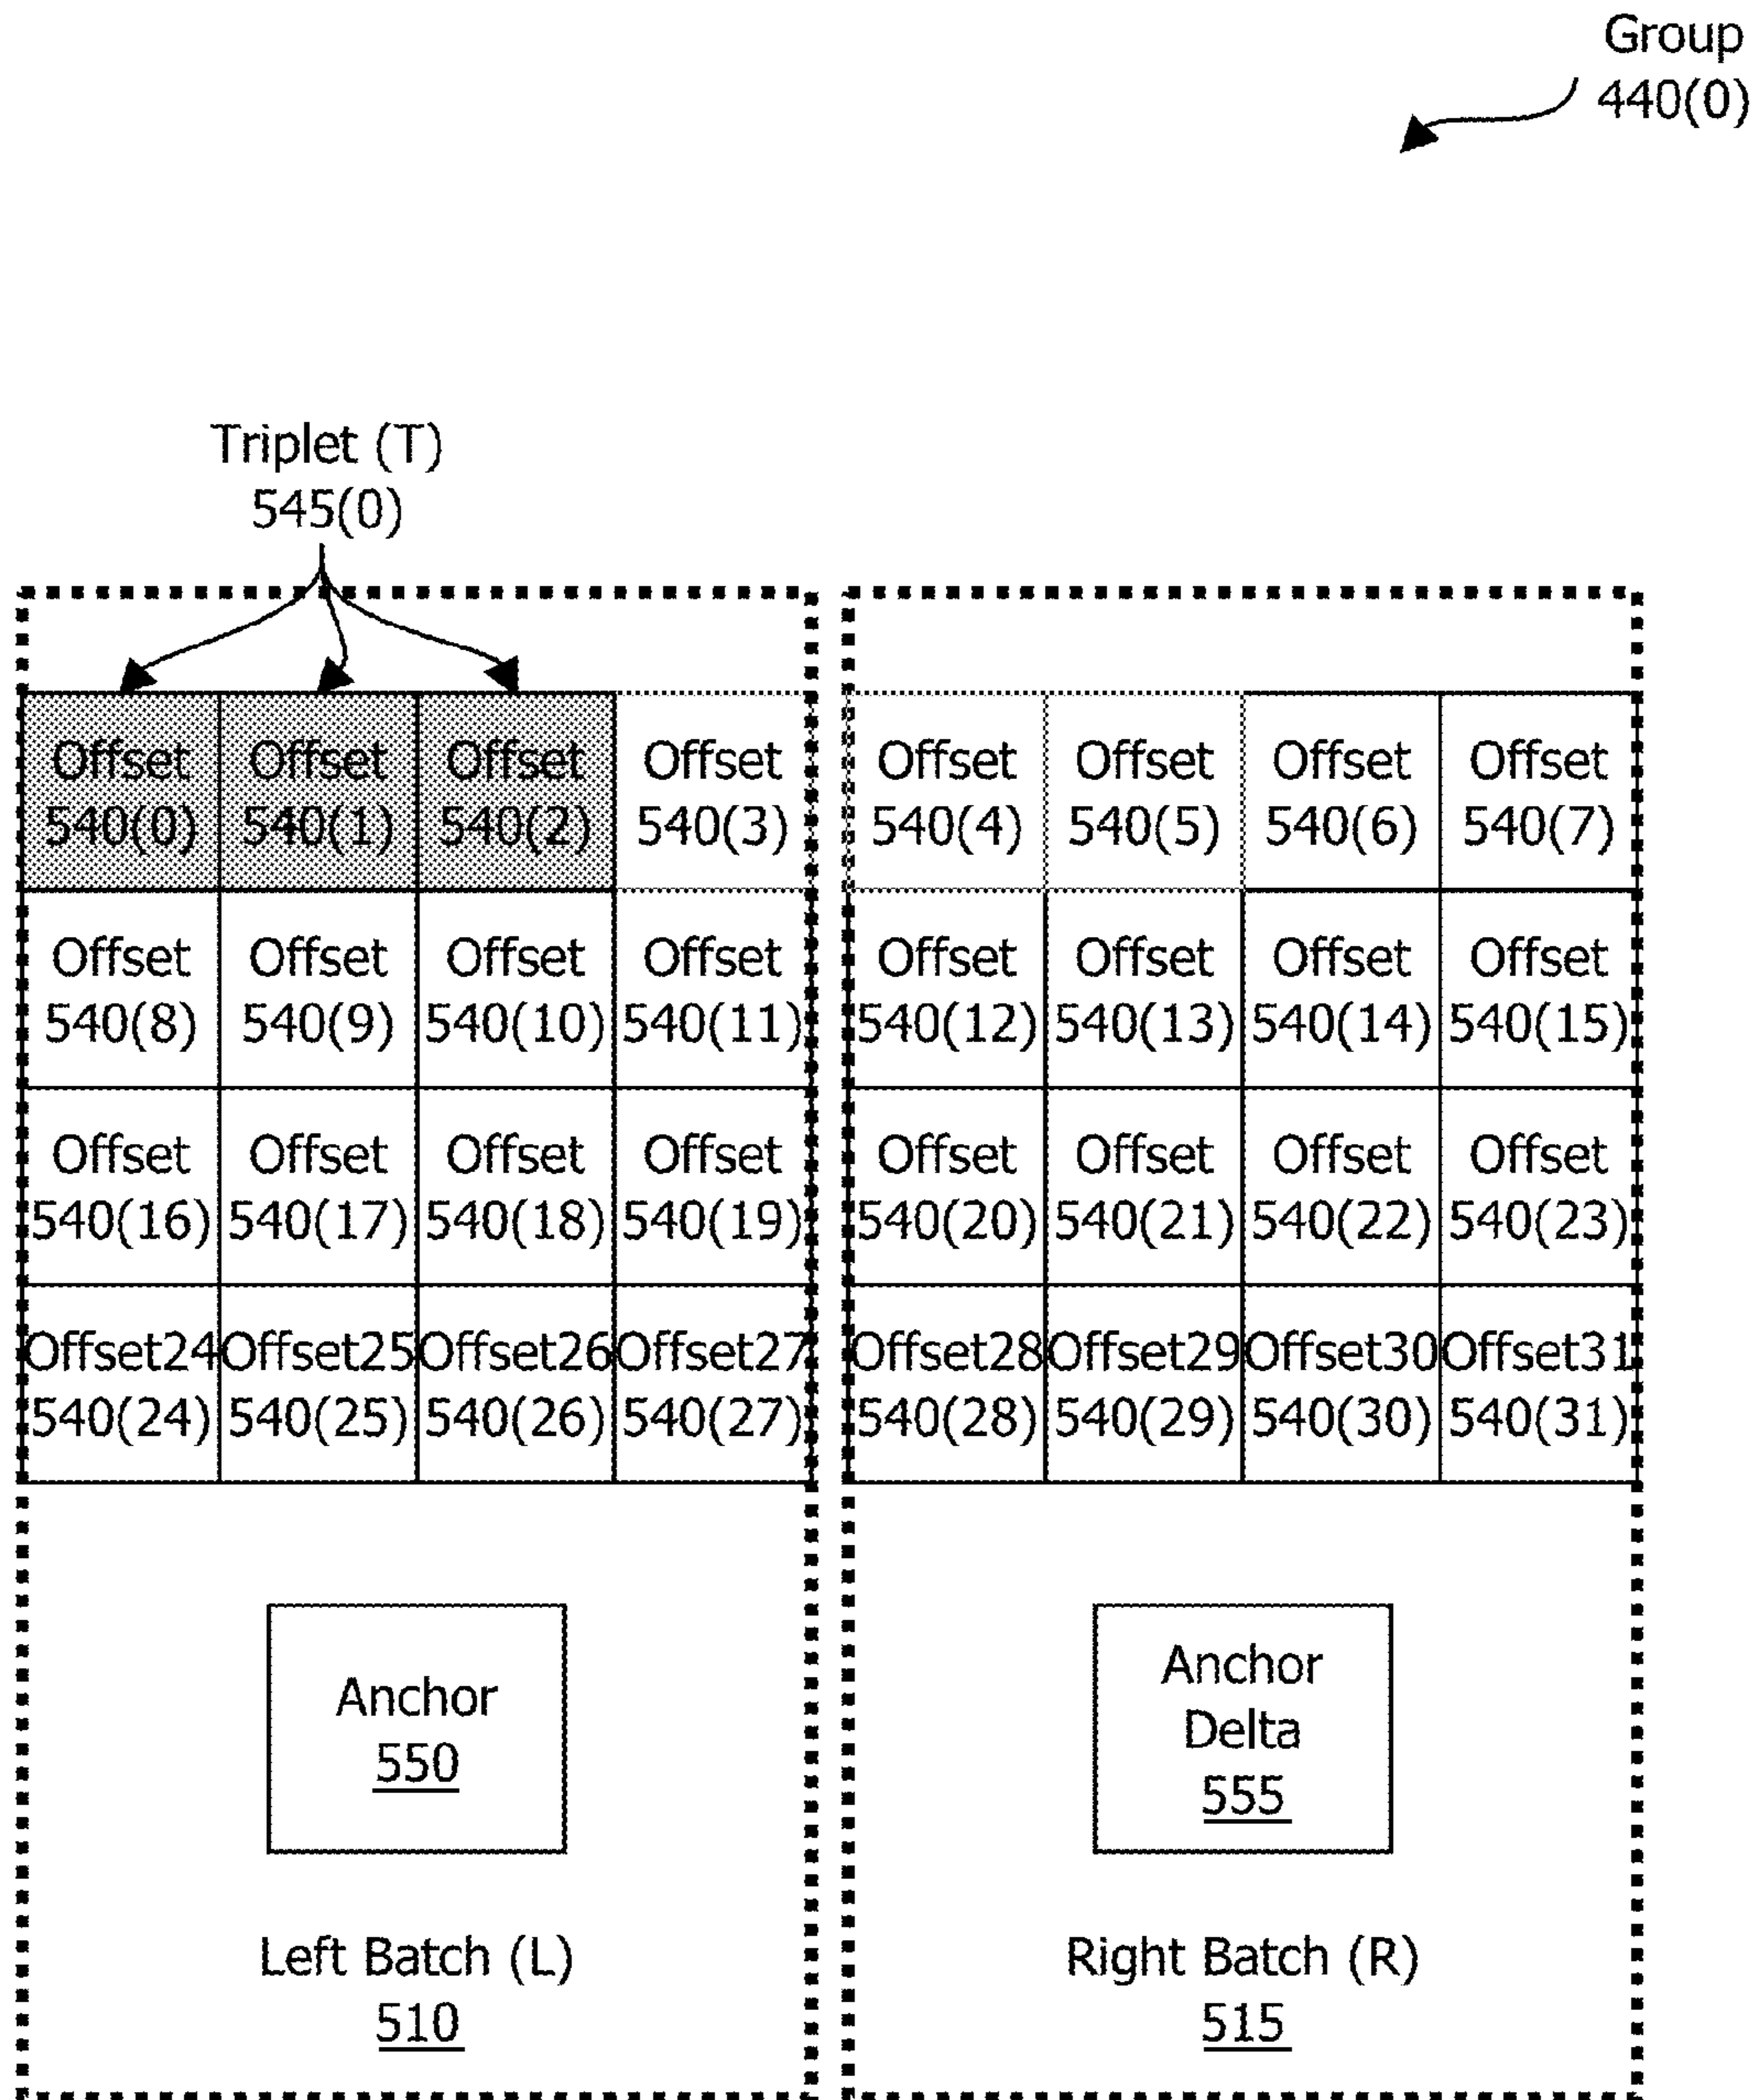 Group
440(0)
Triplet (T)
545(0)
Offset Offset Offset Offset Offset Offset Offset Offset
540(0) 540(1) 540(2) 540(3) 540(4) 540(5) 540(6) 540(7)
Offset Offset Offset Offset Offset Offset Offset Offset
540(8) 540(9) 540(10) 540(11) 540(12) 540(13) 540(14) 540(15)
Offset Offset Offset Offset Offset Offset Offset Offset
540(16) 540(17) 540(18) 540(19) 540(20) 540(21) 540(22) 540(23)
Offset24 Offset25 Offset26 Offset27 Offset28 Offset29 Offset30 Offset31
540(24) 540(25) 540(26) 540(27) 540(28) 540(29) 540(30) 540(31)
Anchor
550
Anchor
Delta
555
Left Batch (L)
510
Right Batch (R)
515